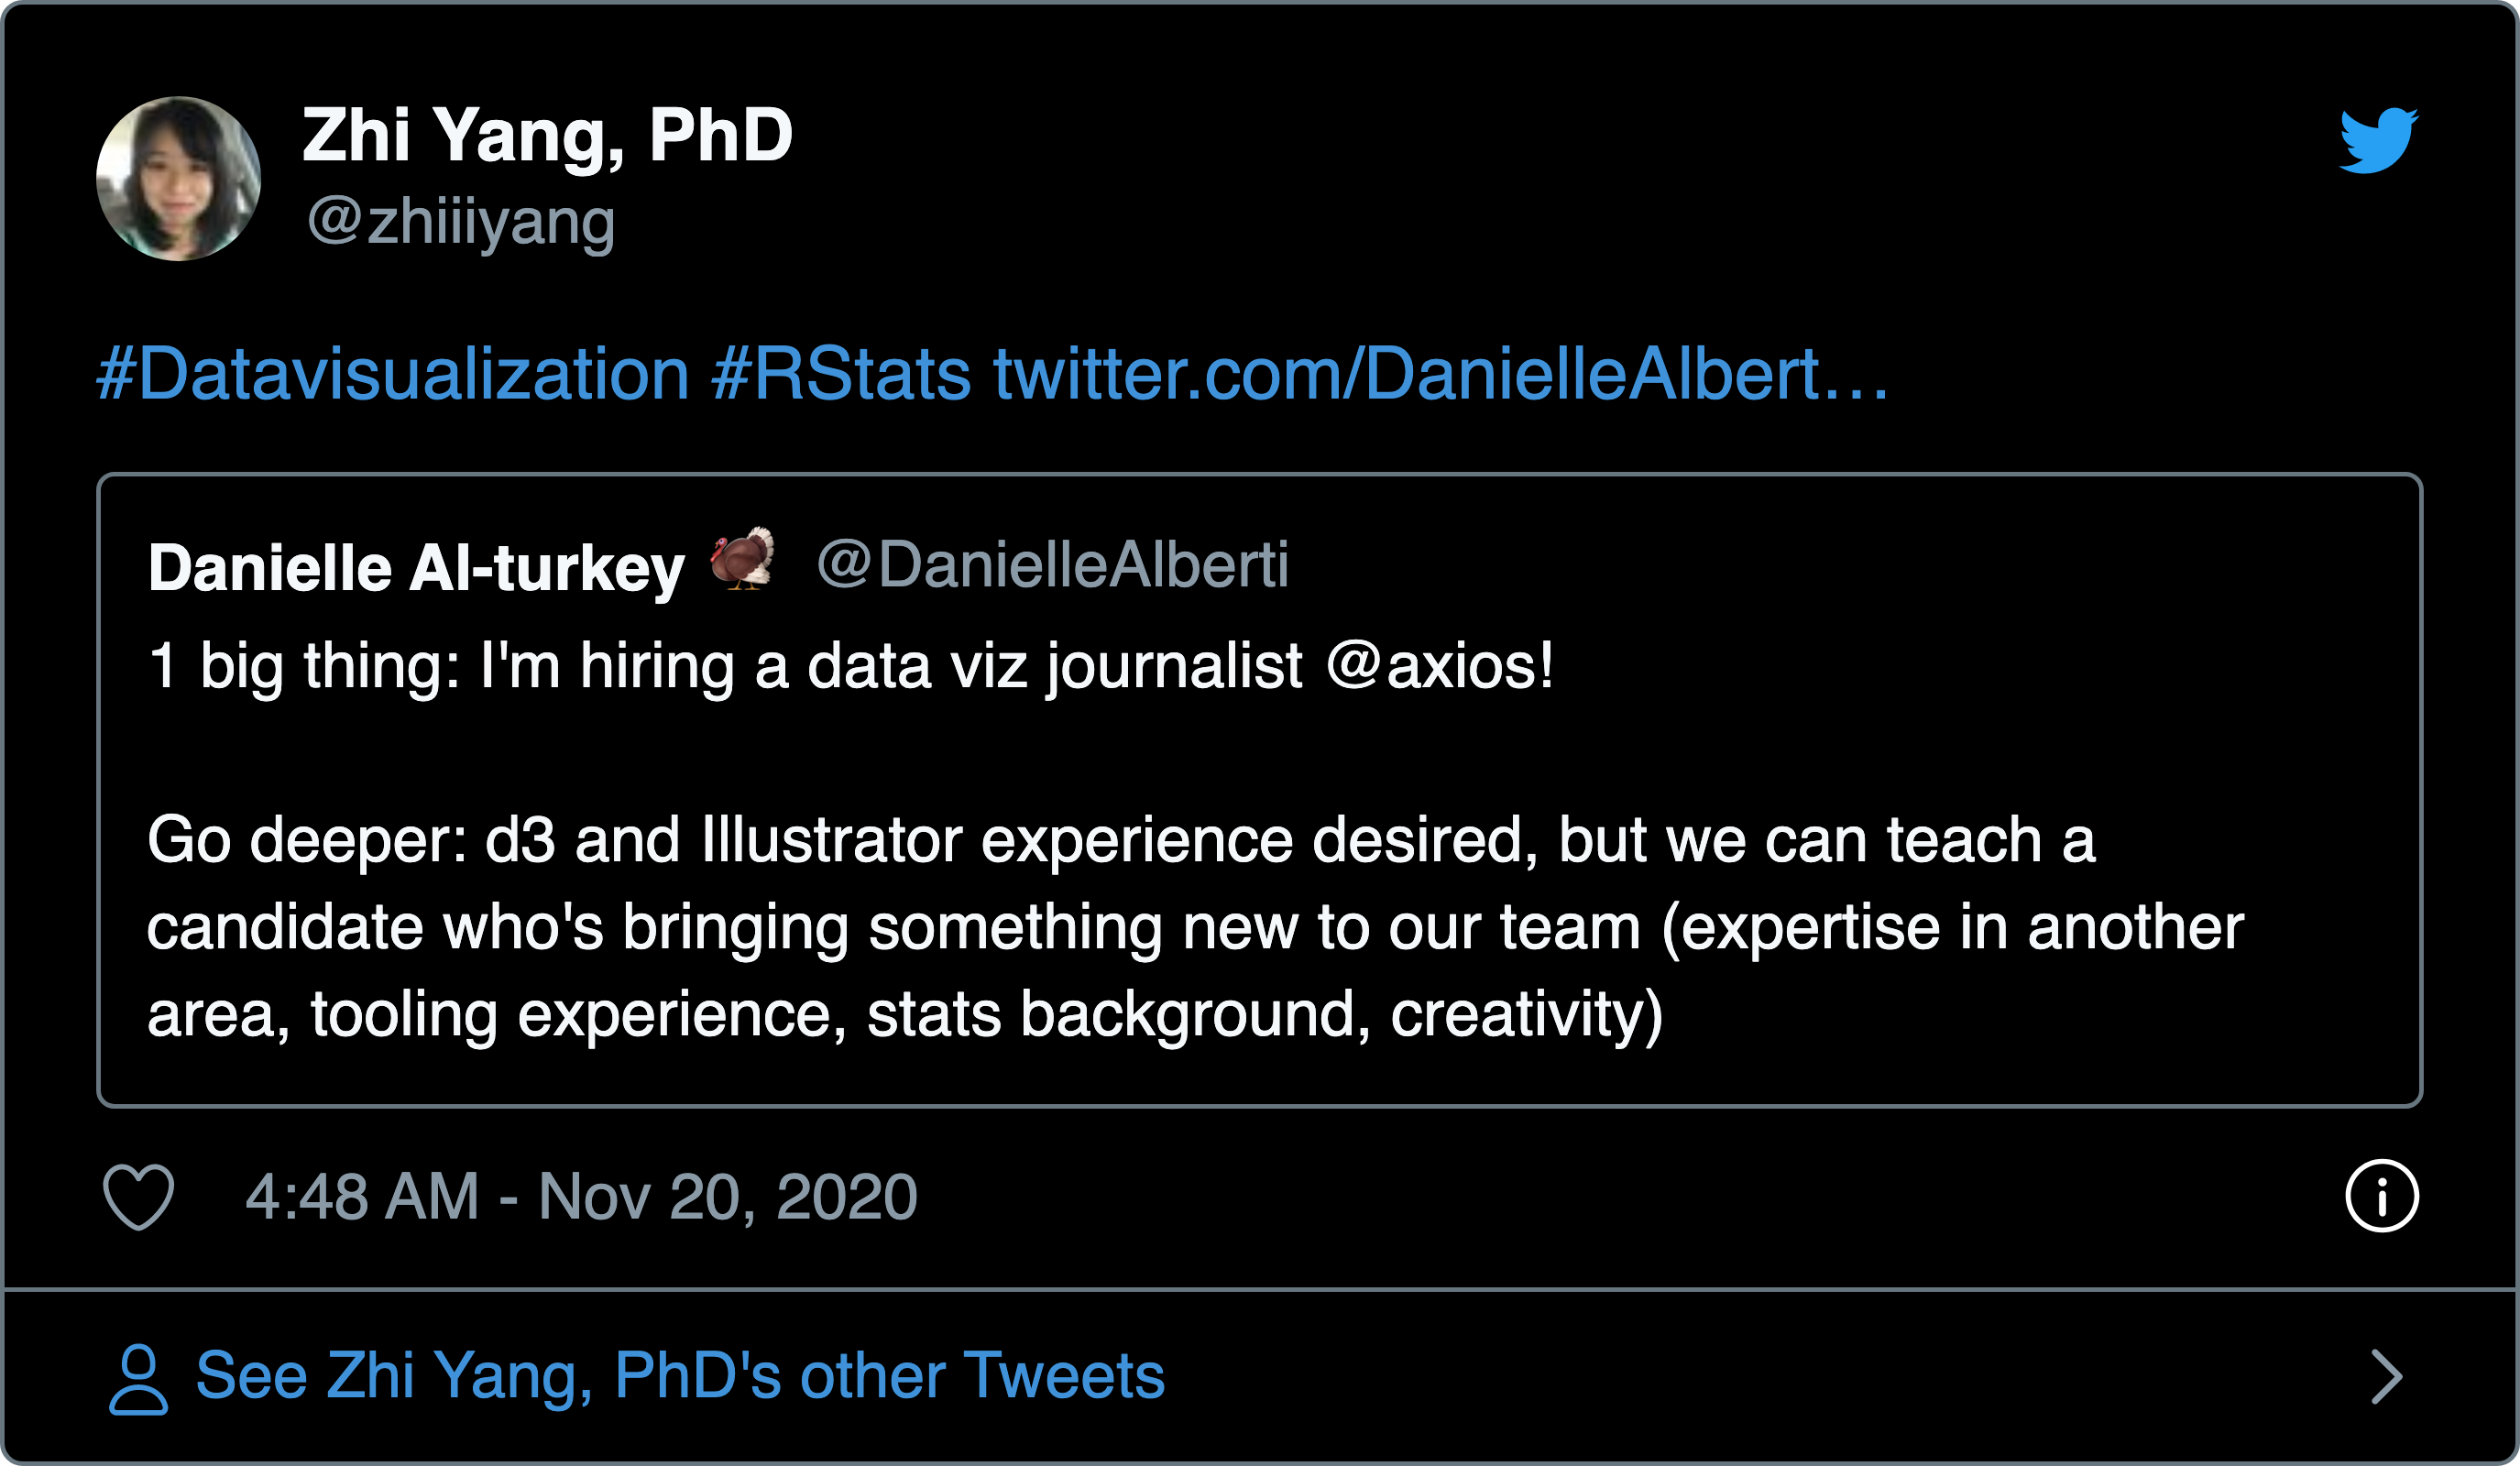 Zhi Yang, PhD
@zhiiiyang
#Datavisualization #RStats twitter.com/DanielleAlbert…
Danielle Al-turkey 🦃 @DanielleAlberti
1 big thing: I'm hiring a data viz journalist @axios!
Go deeper: d3 and Illustrator experience desired, but we can teach a
candidate who's bringing something new to our team (expertise in another
area, tooling experience, stats background, creativity)
4:48 AM - Nov 20, 2020
See Zhi Yang, PhD's other Tweets